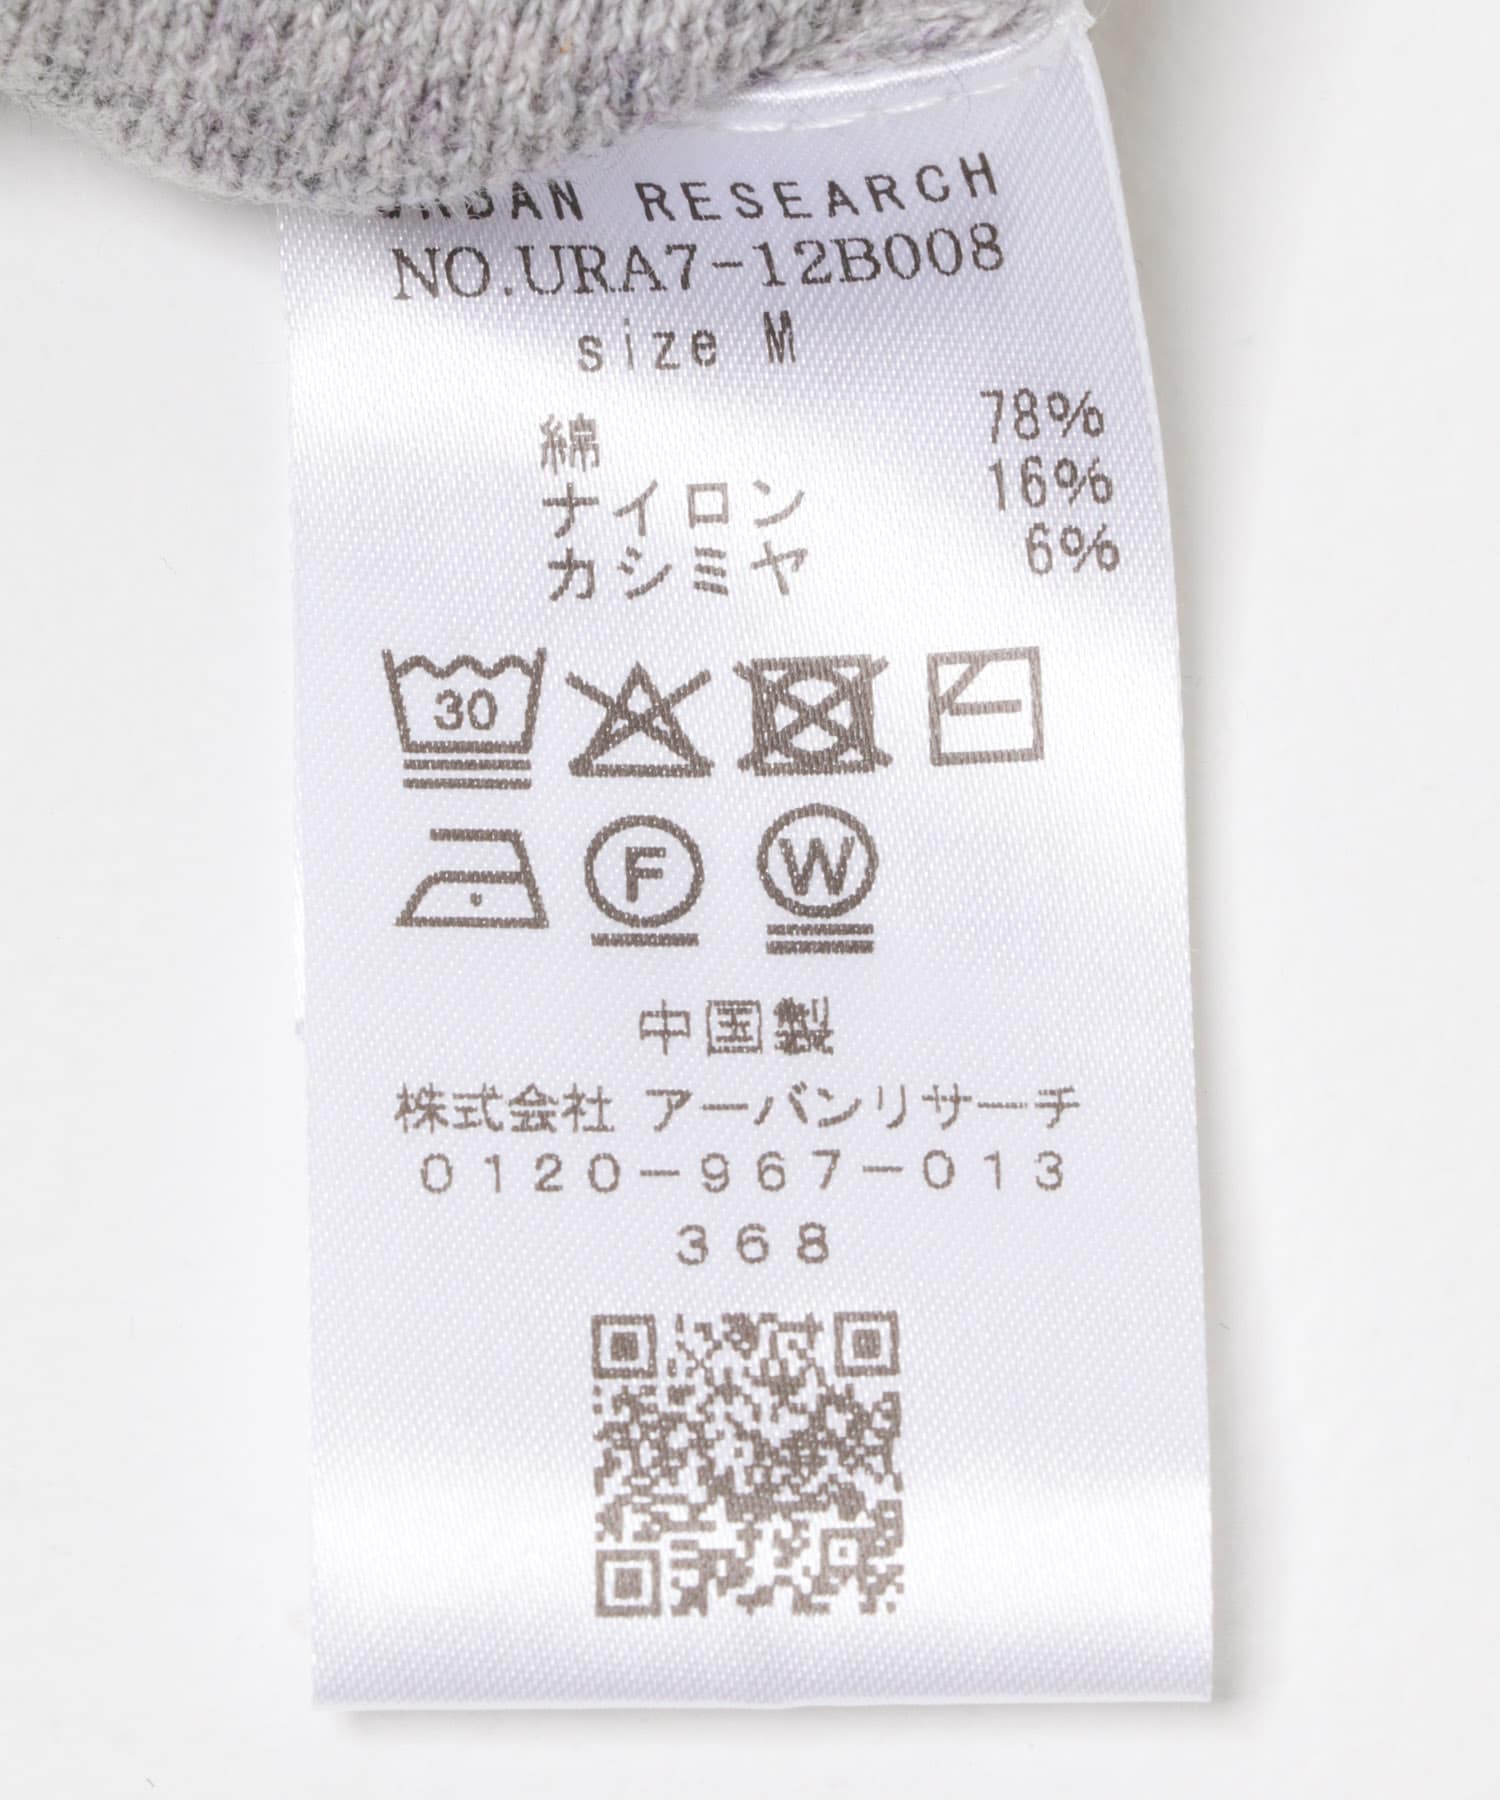 URBAN RESEARCH
NO.URA7-12B008
size M
綿 78%
ナイロン 16%
カシミヤ 6%
30
F W
中国製
株式会社 アーバンリサーチ
0120-967-013
368